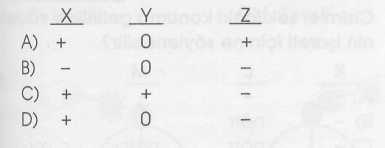 X Y Z
A) + 0 +
B) – 0 –
C) + + –
D) + 0 –